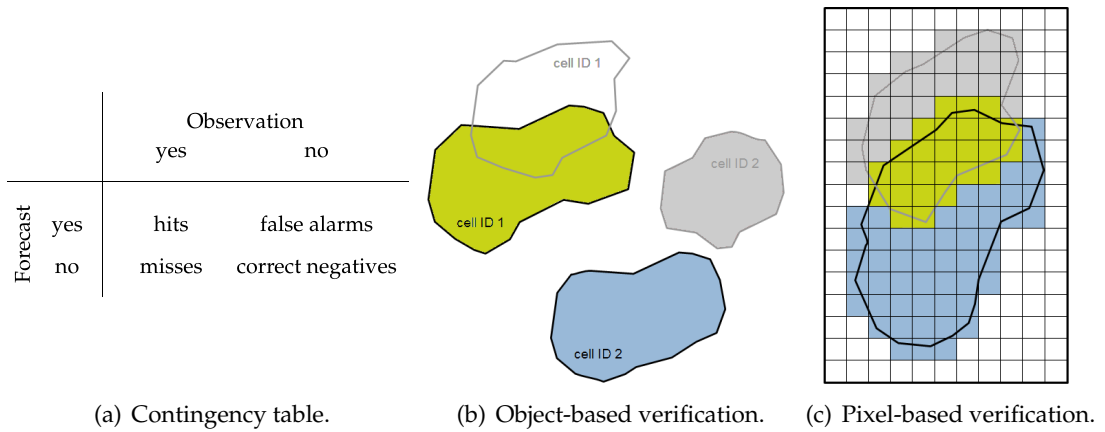 Observation
yes no
Forecast
yes hits false alarms
no misses correct negatives
(a) Contingency table.
cell ID 1
cell ID 1
cell ID 2
cell ID 2
(b) Object-based verification.
(c) Pixel-based verification.